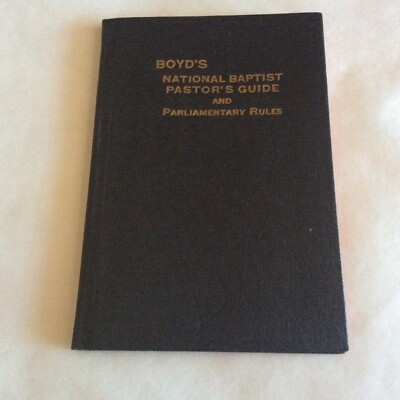 BOYD'S
NATIONAL BAPTIST
PASTOR'S GUIDE
AND
PARLIAMENTARY RULES